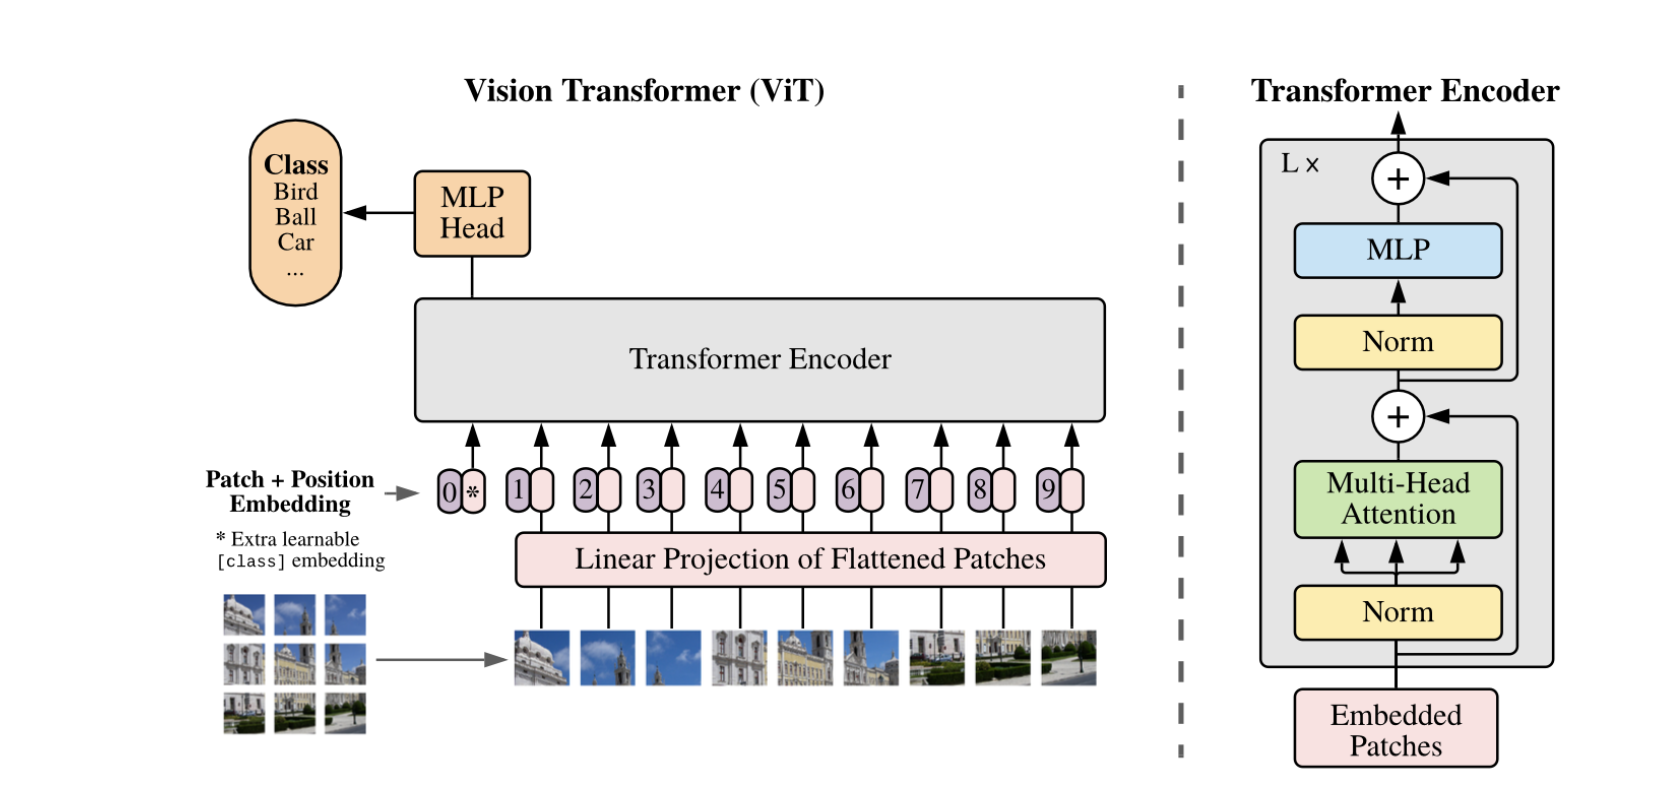 Vision Transformer (ViT)
Class
Bird
Ball
Car
...
MLP
Head
Transformer Encoder
Patch + Position
Embedding
* Extra learnable
[class] embedding
0 * 1 2 3 4 5 6 7 8 9
Linear Projection of Flattened Patches
Transformer Encoder
L x
+
MLP
Norm
+
Multi-Head
Attention
Norm
Embedded
Patches